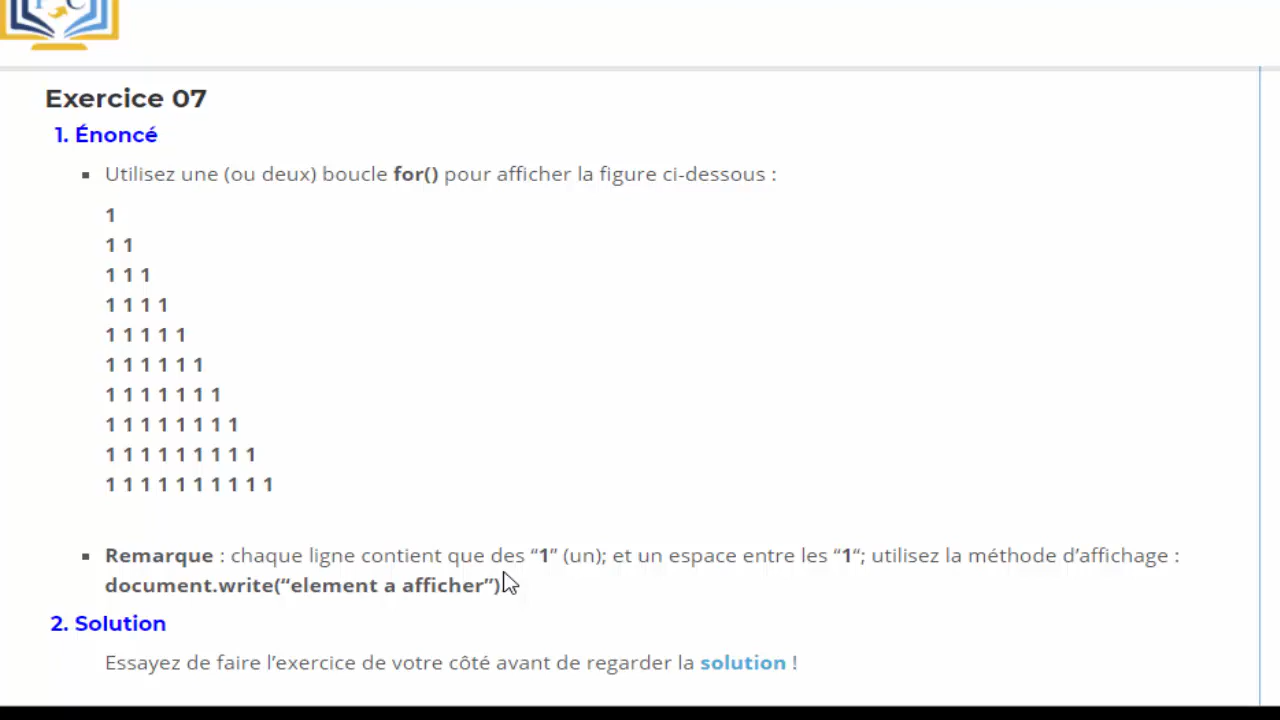 Exercice 07
1. Énoncé
▪ Utilisez une (ou deux) boucle for() pour afficher la figure ci-dessous :
1
1 1
1 1 1
1 1 1 1
1 1 1 1 1
1 1 1 1 1 1
1 1 1 1 1 1 1
1 1 1 1 1 1 1 1
1 1 1 1 1 1 1 1 1
1 1 1 1 1 1 1 1 1 1
▪ Remarque : chaque ligne contient que des “1” (un); et un espace entre les “1“; utilisez la méthode d’affichage :
document.write(“element a afficher”)
2. Solution
Essayez de faire l’exercice de votre côté avant de regarder la solution !